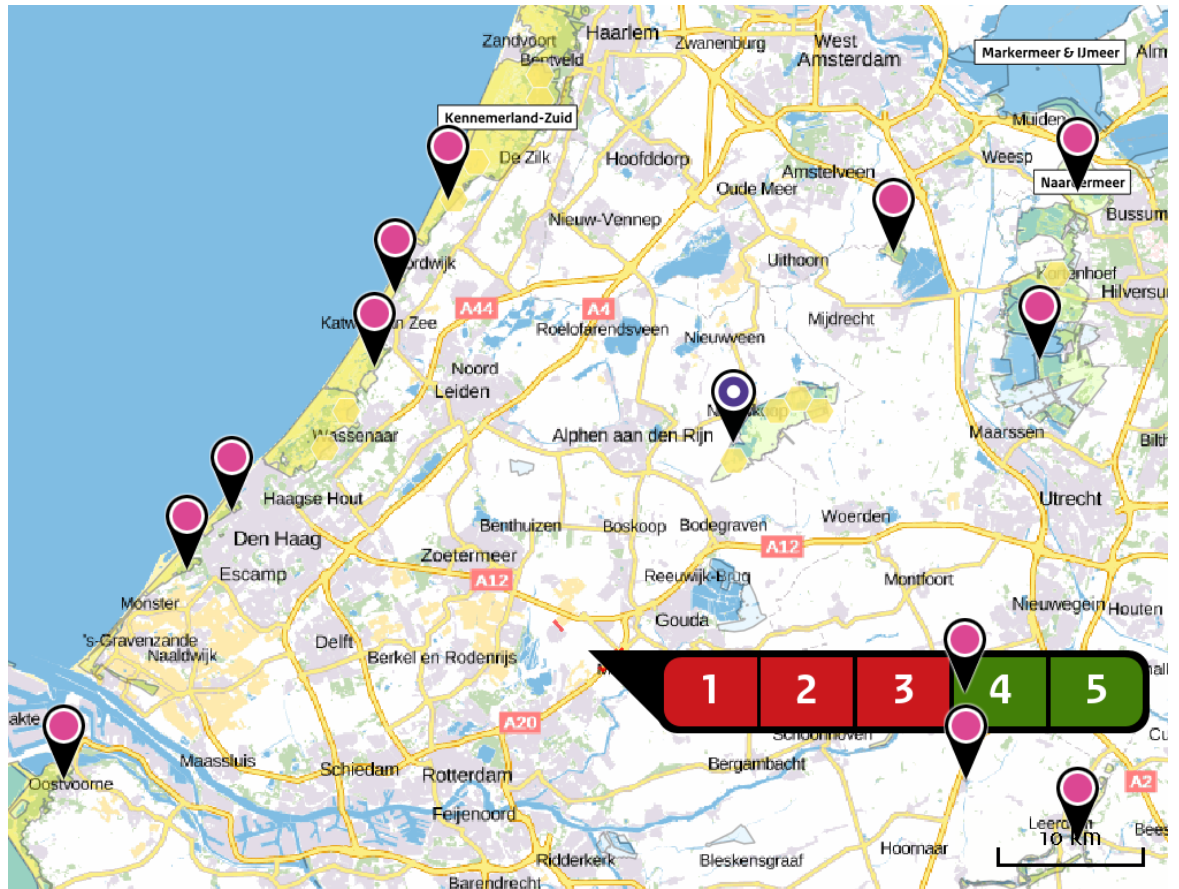 Haarlem
Zandvoort
Zwanenburg
West
Amsterdam
Markermeer & IJmeer
Bentveld
Kennemerland-Zuid
Muiden
De Zilk
Hoofddorp
Weesp
Amstelveen
Oude Meer
Nieuw-Vennep
Uithoorn
Mijdrecht
A44
A4
Roelofarendsveen
Nieuwveen
Noord
Leiden
Alphen aan den Rijn
Maarssen
Wassenaar
Haagse Hout
Utrecht
Den Haag
Benthuizen
Boskoop
Bodegraven
Woerden
A12
Zoetermeer
Escamp
A12
Reeuwijk-Brug
Montfoort
Monster
Nieuwegein
Houten
Gouda
's-Gravenzande
Naaldwijk
Delft
Berkel en Rodenrijs
1 2 3 4 5
A20
Schoonhoven
Maassluis
Schiedam
Rotterdam
Bergambacht
A2
Oostvoorne
Feijenoord
Hoornaar
10 km
Ridderkerk
Bleskensgraaf
Barendrecht